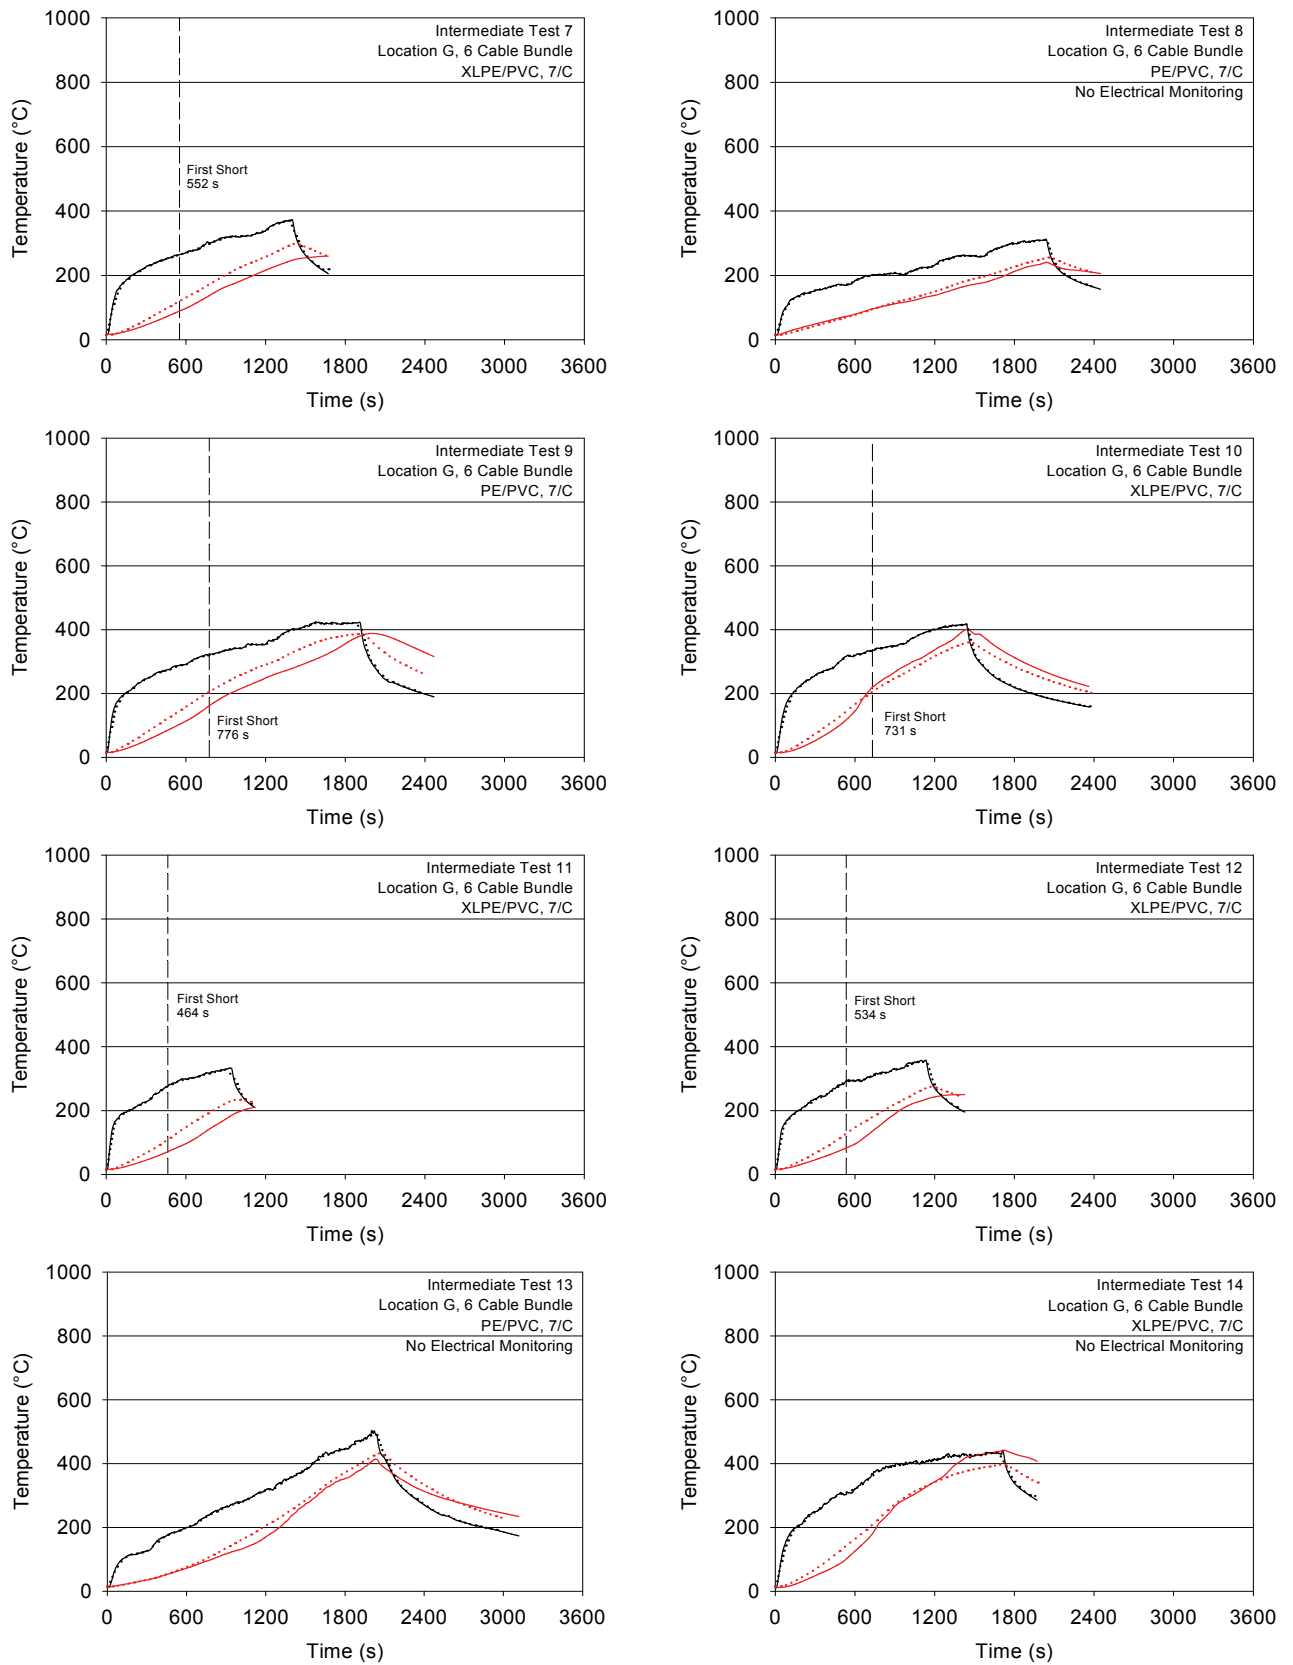 Intermediate Test 7
Location G, 6 Cable Bundle
XLPE/PVC, 7/C
First Short
552 s
1000
800
600
400
200
0
Temperature (°C)
0 600 1200 1800 2400 3000 3600
Time (s)
Intermediate Test 8
Location G, 6 Cable Bundle
PE/PVC, 7/C
No Electrical Monitoring
1000
800
600
400
200
0
Temperature (°C)
0 600 1200 1800 2400 3000 3600
Time (s)
Intermediate Test 9
Location G, 6 Cable Bundle
PE/PVC, 7/C
First Short
776 s
1000
800
600
400
200
0
Temperature (°C)
0 600 1200 1800 2400 3000 3600
Time (s)
Intermediate Test 10
Location G, 6 Cable Bundle
XLPE/PVC, 7/C
First Short
731 s
1000
800
600
400
200
0
Temperature (°C)
0 600 1200 1800 2400 3000 3600
Time (s)
Intermediate Test 11
Location G, 6 Cable Bundle
XLPE/PVC, 7/C
First Short
464 s
1000
800
600
400
200
0
Temperature (°C)
0 600 1200 1800 2400 3000 3600
Time (s)
Intermediate Test 12
Location G, 6 Cable Bundle
XLPE/PVC, 7/C
First Short
534 s
1000
800
600
400
200
0
Temperature (°C)
0 600 1200 1800 2400 3000 3600
Time (s)
Intermediate Test 13
Location G, 6 Cable Bundle
PE/PVC, 7/C
No Electrical Monitoring
1000
800
600
400
200
0
Temperature (°C)
0 600 1200 1800 2400 3000 3600
Time (s)
Intermediate Test 14
Location G, 6 Cable Bundle
XLPE/PVC, 7/C
No Electrical Monitoring
1000
800
600
400
200
0
Temperature (°C)
0 600 1200 1800 2400 3000 3600
Time (s)